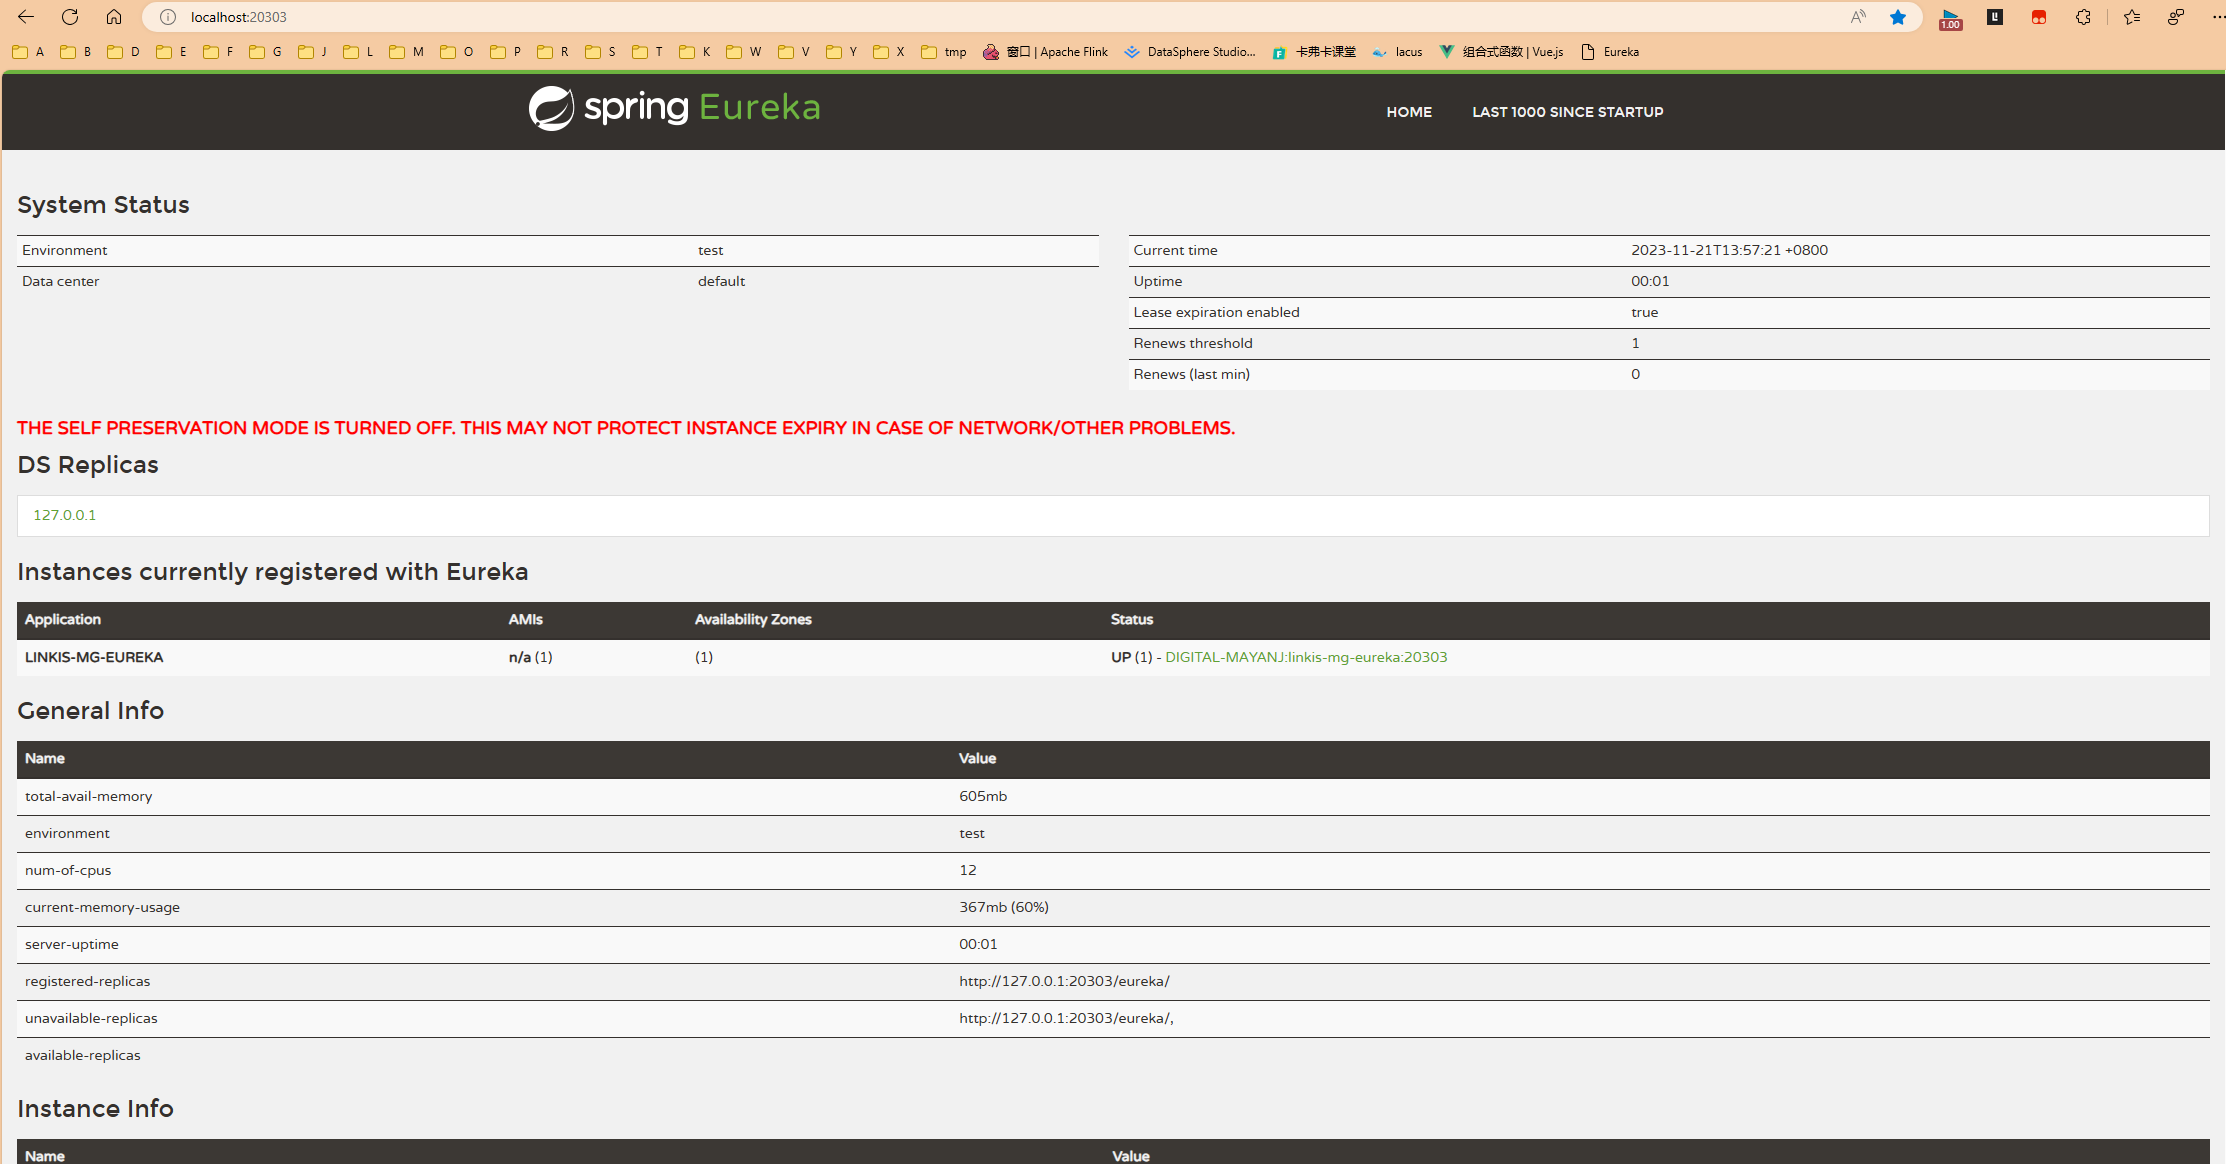 localhost:20303
A B D E F G J L M O P R S T K W V Y X tmp 窗口 | Apache Flink DataSphere Studio... 卡弗卡课堂 lacus 组合式函数 | Vue.js Eureka
1.00
spring Eureka HOME LAST 1000 SINCE STARTUP
System Status
Environment test
Data center default
Current time 2023-11-21T13:57:21 +0800
Uptime 00:01
Lease expiration enabled true
Renews threshold 1
Renews (last min) 0
THE SELF PRESERVATION MODE IS TURNED OFF. THIS MAY NOT PROTECT INSTANCE EXPIRY IN CASE OF NETWORK/OTHER PROBLEMS.
DS Replicas
127.0.0.1
Instances currently registered with Eureka
Application AMIs Availability Zones Status
LINKIS-MG-EUREKA n/a (1) (1) UP (1) - DIGITAL-MAYANJ:linkis-mg-eureka:20303
General Info
Name Value
total-avail-memory 605mb
environment test
num-of-cpus 12
current-memory-usage 367mb (60%)
server-uptime 00:01
registered-replicas http://127.0.0.1:20303/eureka/
unavailable-replicas http://127.0.0.1:20303/eureka/,
available-replicas
Instance Info
Name Value